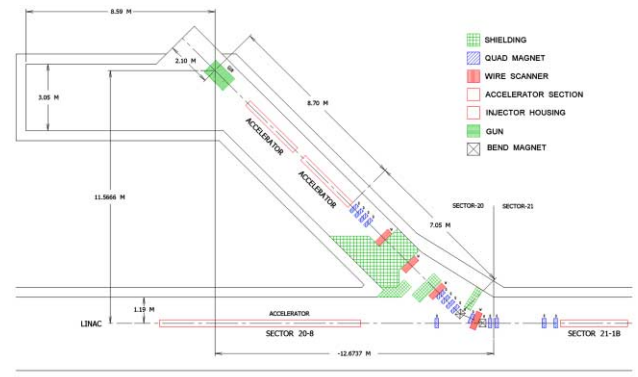 8.59 M
SHIELDING
QUAD MAGNET
WIRE SCANNER
ACCELERATOR SECTION
INJECTOR HOUSING
GUN
BEND MAGNET
2.10 M
GUN
3.05 M
8.70 M
ACCELERATOR
ACCELERATOR
11.5666 M
7.05 M
SECTOR-20
SECTOR-21
1.19 M
ACCELERATOR
LINAC
SECTOR 20-8
SECTOR 21-1B
-12.6737 M